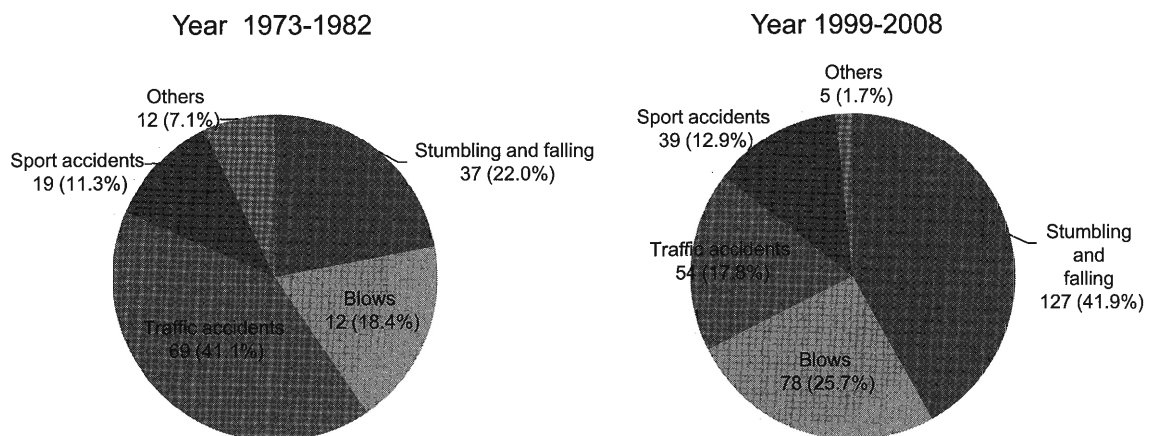 Year 1973-1982
Others
12 (7.1%)
Sport accidents
19 (11.3%)
Stumbling and falling
37 (22.0%)
Blows
12 (18.4%)
Traffic accidents
69 (41.1%)
Year 1999-2008
Others
5 (1.7%)
Sport accidents
39 (12.9%)
Traffic accidents
54 (17.8%)
Stumbling
and
falling
127 (41.9%)
Blows
78 (25.7%)